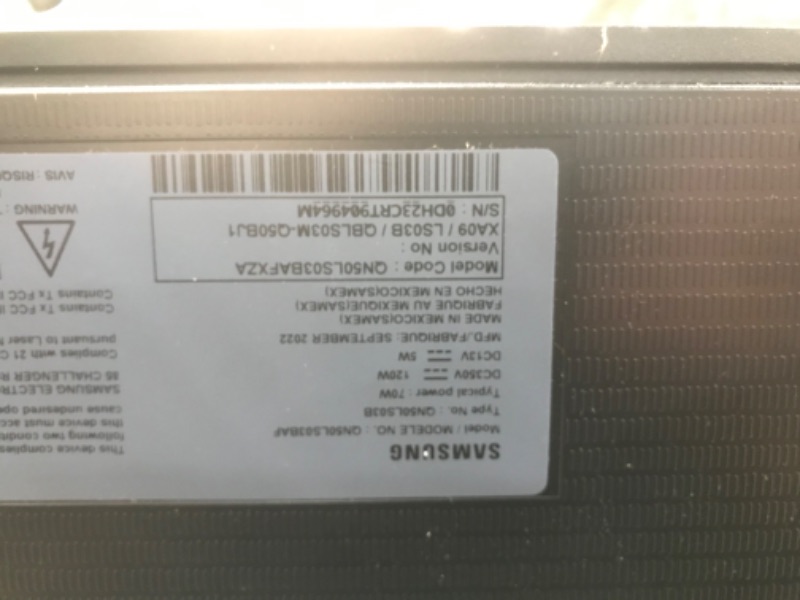 SAMSUNG
Model / MODELE NO. : QN50LS03BAF
Type No. : QN50LS03B
Typical power : 70W
DC350V 120W
DC13V 5W
MFD./FABRIQUE: SEPTEMBER 2022
MADE IN MEXICO(SAMEX)
FABRIQUE AU MEXIQUE(SAMEX)
HECHO EN MEXICO(SAMEX)
Model Code : QN50LS03BAFXZA
Version No :
XA09 / LS03B / QBLS03M-Q50BJ1
S/N : 0DH23CRT904964M
This device complies
following two condit
this device must acc
cause undesired ope
SAMSUNG ELECTR
85 CHALLENGER R
Complies with 21 C
pursuant to Laser
Contains Tx FCC I
Contains Tx FCC I
WARNING :
AVIS : RISQ